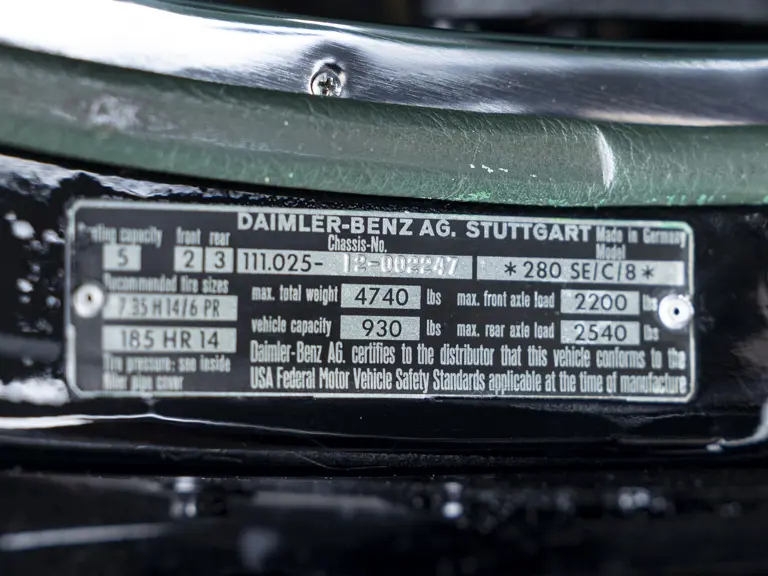 DAIMLER-BENZ AG. STUTTGART Made in Germany
Seating capacity front rear Chassis-No. Model
5 2 3 111.025- 12-002247 *280 SE/C/8*
Recommended tire sizes
7 35 H 14/6 PR
185 HR 14
Tire pressure: see inside
filler pipe cover
max. total weight 4740 lbs max. front axle load 2200 lbs
vehicle capacity 930 lbs max. rear axle load 2540 lbs
Daimler-Benz AG. certifies to the distributor that this vehicle conforms to the
USA Federal Motor Vehicle Safety Standards applicable at the time of manufacture